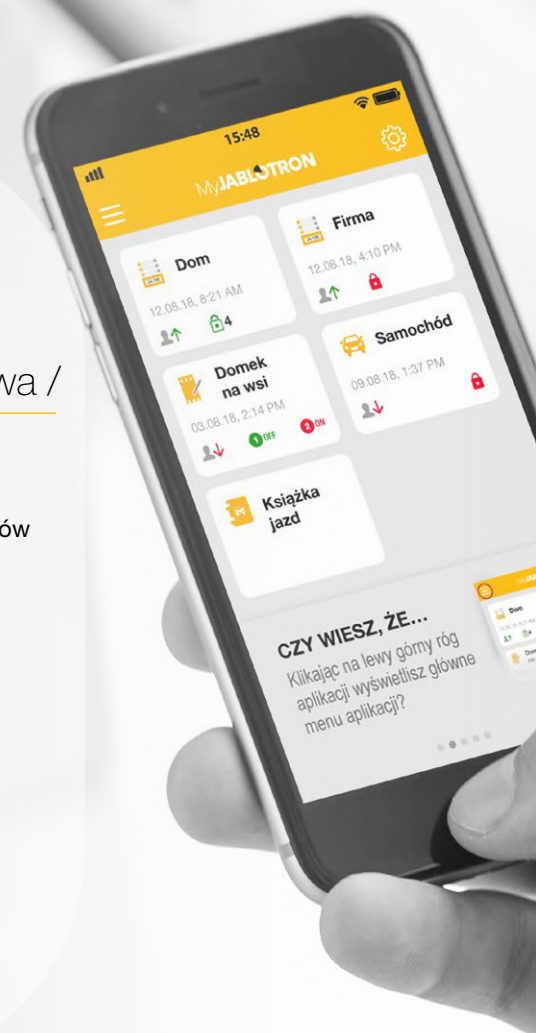 15:48
MyJABLOTRON
Dom
12.08.18, 8:21 AM
4
Firma
12.08.18, 4:10 PM
Domek
na wsi
03.08.18, 2:14 PM
1 OFF
2 ON
Samochód
09.08.18, 1:37 PM
Książka
jazd
wa /
ów
CZY WIESZ, ŻE...
Klikając na lewy górny róg
aplikacji wyświetlisz główne
menu aplikacji?
Dom